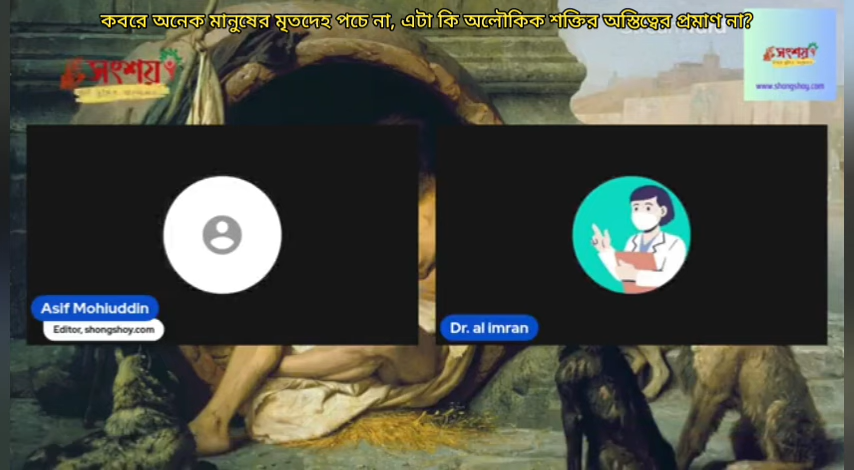 কবরে অনেক মানুষের মৃতদেহ পচে না, এটা কি অলৌকিক শক্তির অস্তিত্বের প্রমাণ না?
সংশয়
সংশয়
www.shongshoy.com
Asif Mohiuddin
Editor, shongshoy.com
Dr. al imran